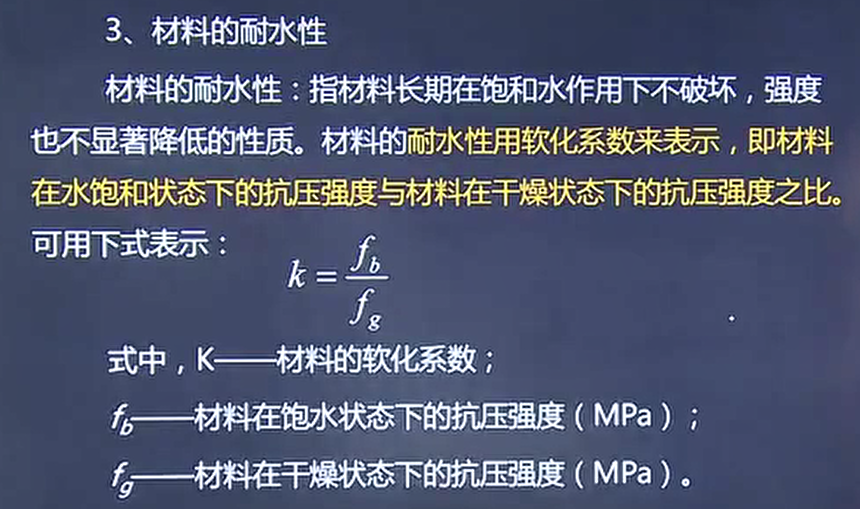 3、材料的耐水性
材料的耐水性：指材料长期在饱和水作用下不破坏，强度
也不显著降低的性质。材料的耐水性用软化系数来表示，即材料
在水饱和状态下的抗压强度与材料在干燥状态下的抗压强度之比。
可用下式表示：
k = f_b / f_g
式中，K——材料的软化系数；
f_b——材料在饱水状态下的抗压强度（MPa）；
f_g——材料在干燥状态下的抗压强度（MPa）。